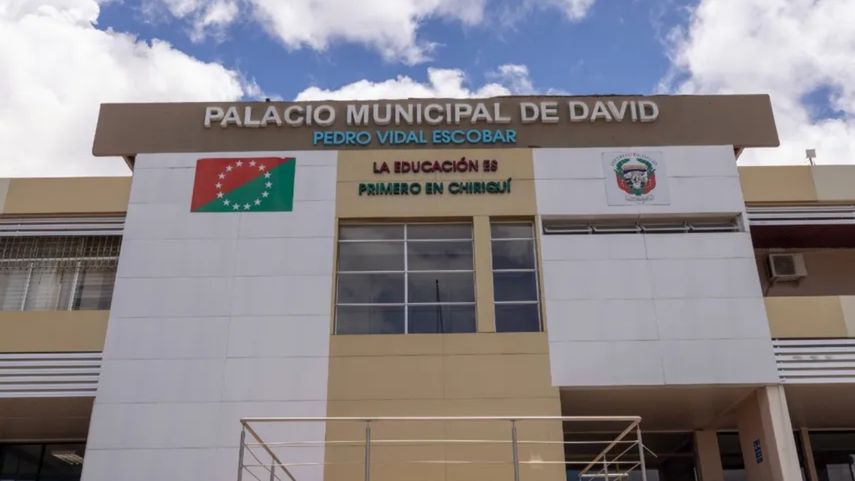 PALACIO MUNICIPAL DE DAVID
PEDRO VIDAL ESCOBAR
LA EDUCACIÓN ES
PRIMERO EN CHIRIQUÍ